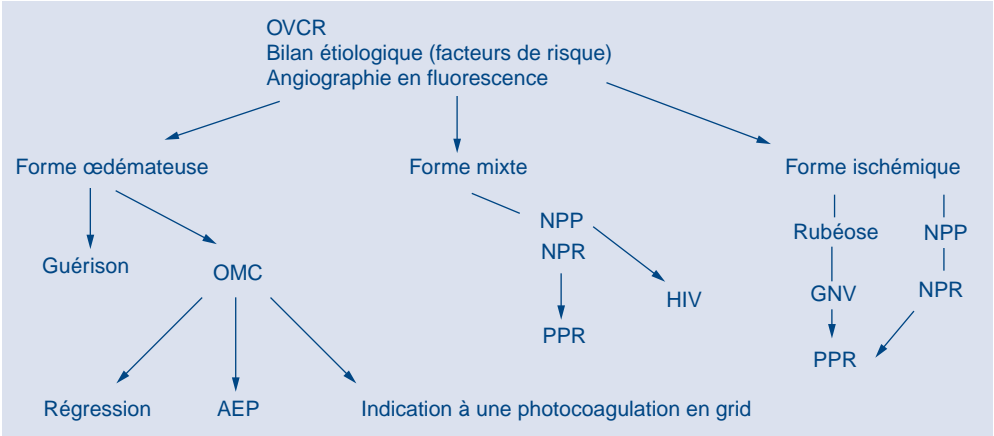 OVCR
Bilan étiologique (facteurs de risque)
Angiographie en fluorescence
Forme œdémateuse
Forme mixte
Forme ischémique
NPP
NPR
Rubéose
NPP
Guérison
OMC
HIV
GNV
NPR
PPR
PPR
Régression
AEP
Indication à une photocoagulation en grid